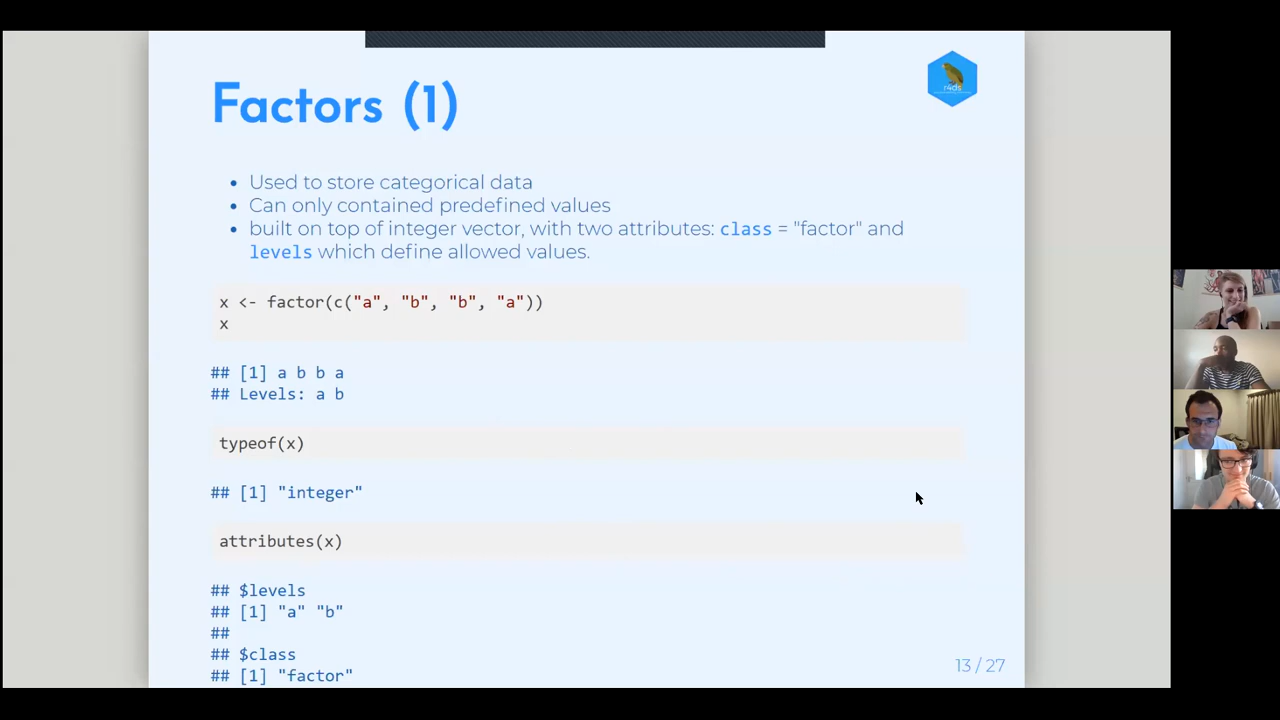 Factors (1)
r4ds
Used to store categorical data
Can only contained predefined values
built on top of integer vector, with two attributes: class = "factor" and
levels which define allowed values.
x <- factor(c("a", "b", "b", "a"))
x
## [1] a b b a
## Levels: a b
typeof(x)
## [1] "integer"
attributes(x)
## $levels
## [1] "a" "b"
##
## $class
## [1] "factor"
13 / 27